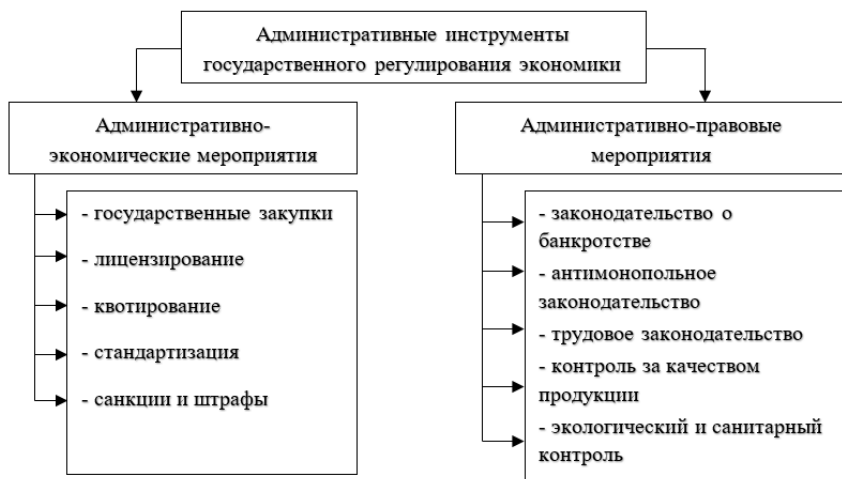 Административные инструменты
государственного регулирования экономики
Административно-
экономические мероприятия
- государственные закупки
- лицензирование
- квотирование
- стандартизация
- санкции и штрафы
Административно-правовые
мероприятия
- законодательство о
банкротстве
- антимонопольное
законодательство
- трудовое законодательство
- контроль за качеством
продукции
- экологический и санитарный
контроль